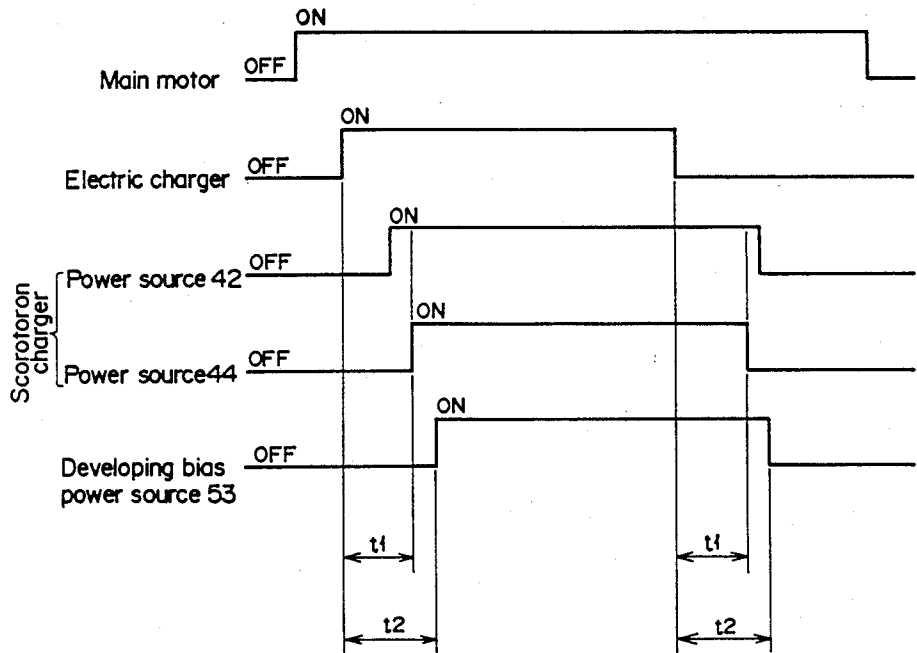 ON
OFF
Main motor
ON
OFF
Electric charger
ON
OFF
Power source 42
Scorotoron
charger
ON
OFF
Power source44
ON
OFF
Developing bias
power source 53
t1
t1
t2
t2